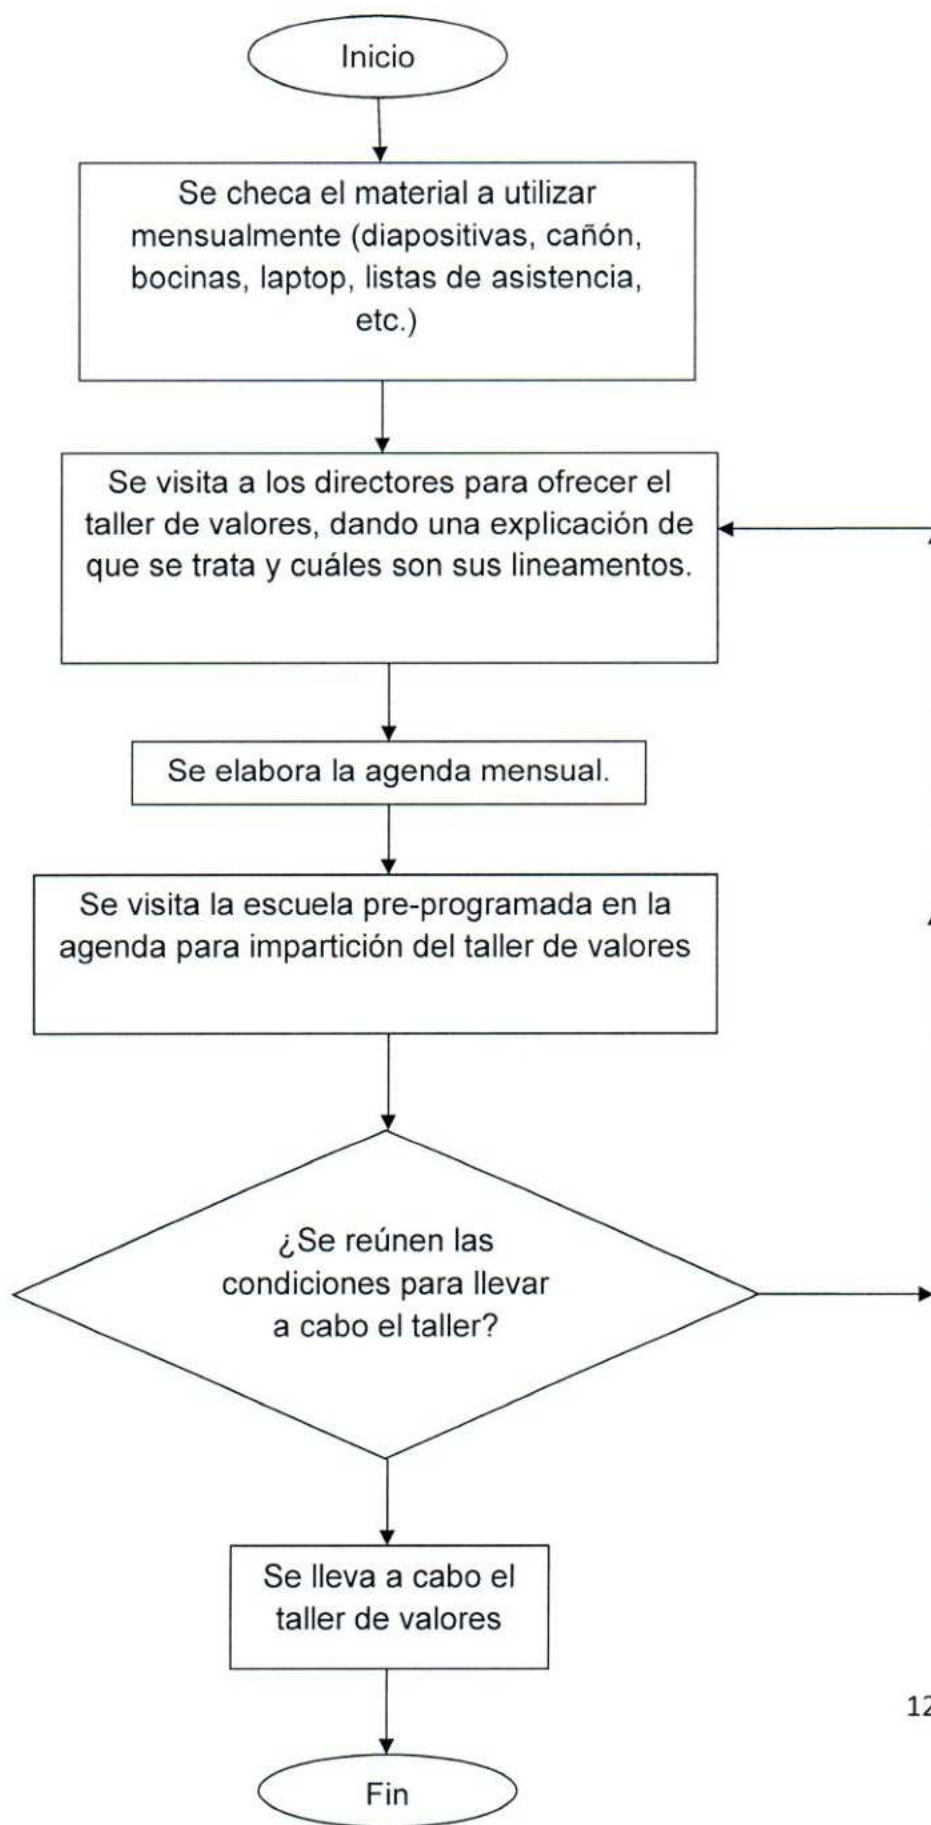 Inicio
Se checa el material a utilizar
mensualmente (diapositivas, cañón,
bocinas, laptop, listas de asistencia,
etc.)
Se visita a los directores para ofrecer el
taller de valores, dando una explicación de
que se trata y cuáles son sus lineamentos.
Se elabora la agenda mensual.
Se visita la escuela pre-programada en la
agenda para impartición del taller de valores
¿Se reúnen las
condiciones para llevar
a cabo el taller?
Se lleva a cabo el
taller de valores
12
Fin